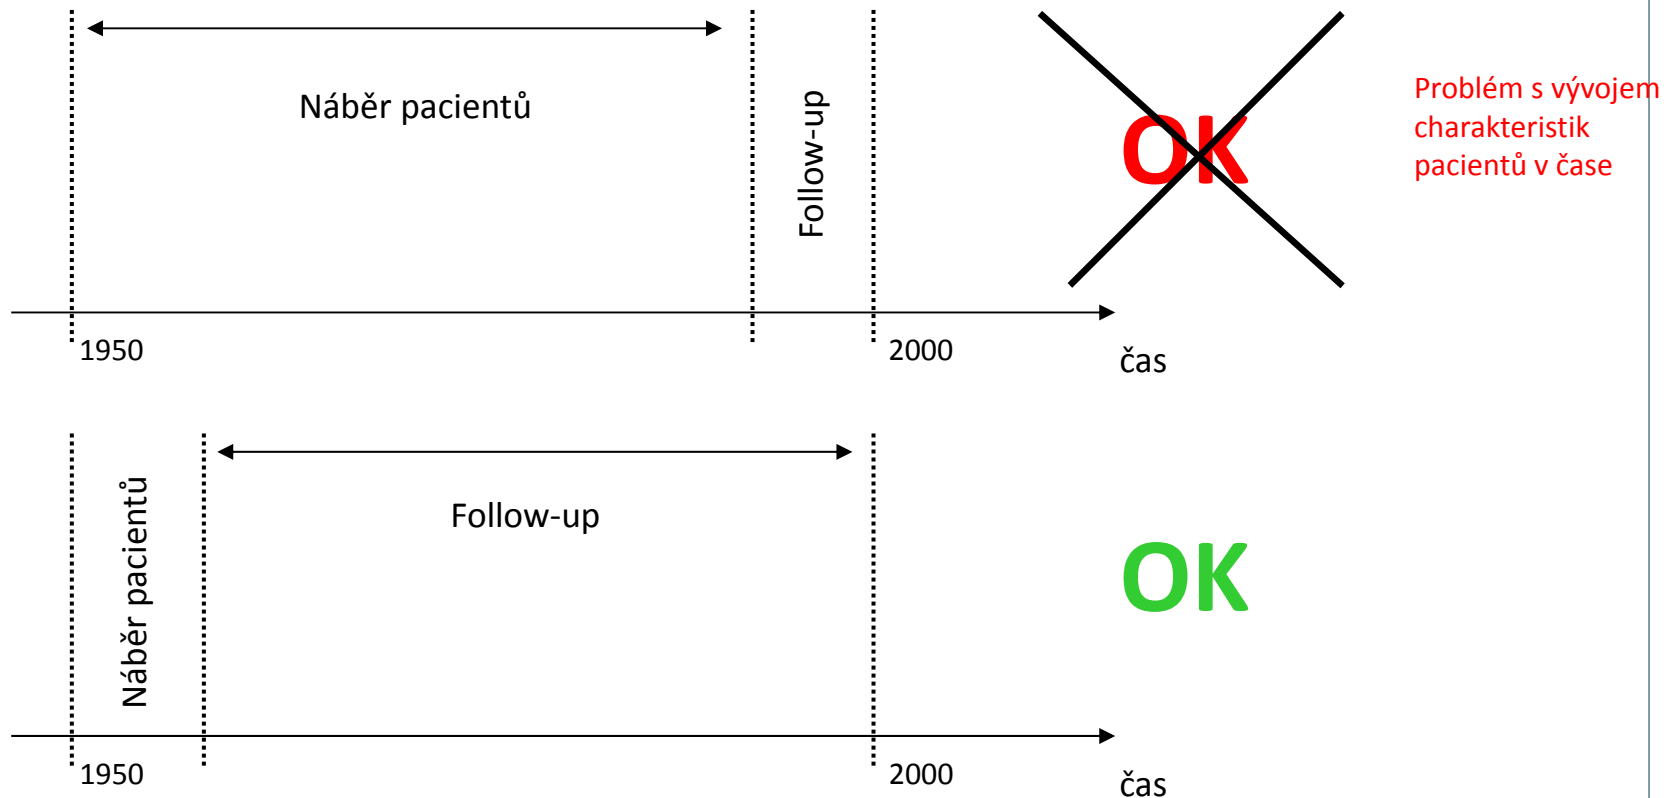 Náběr pacientů
Follow-up
OK
Problém s vývojem
charakteristik
pacientů v čase
1950
2000
čas
Náběr pacientů
Follow-up
OK
1950
2000
čas